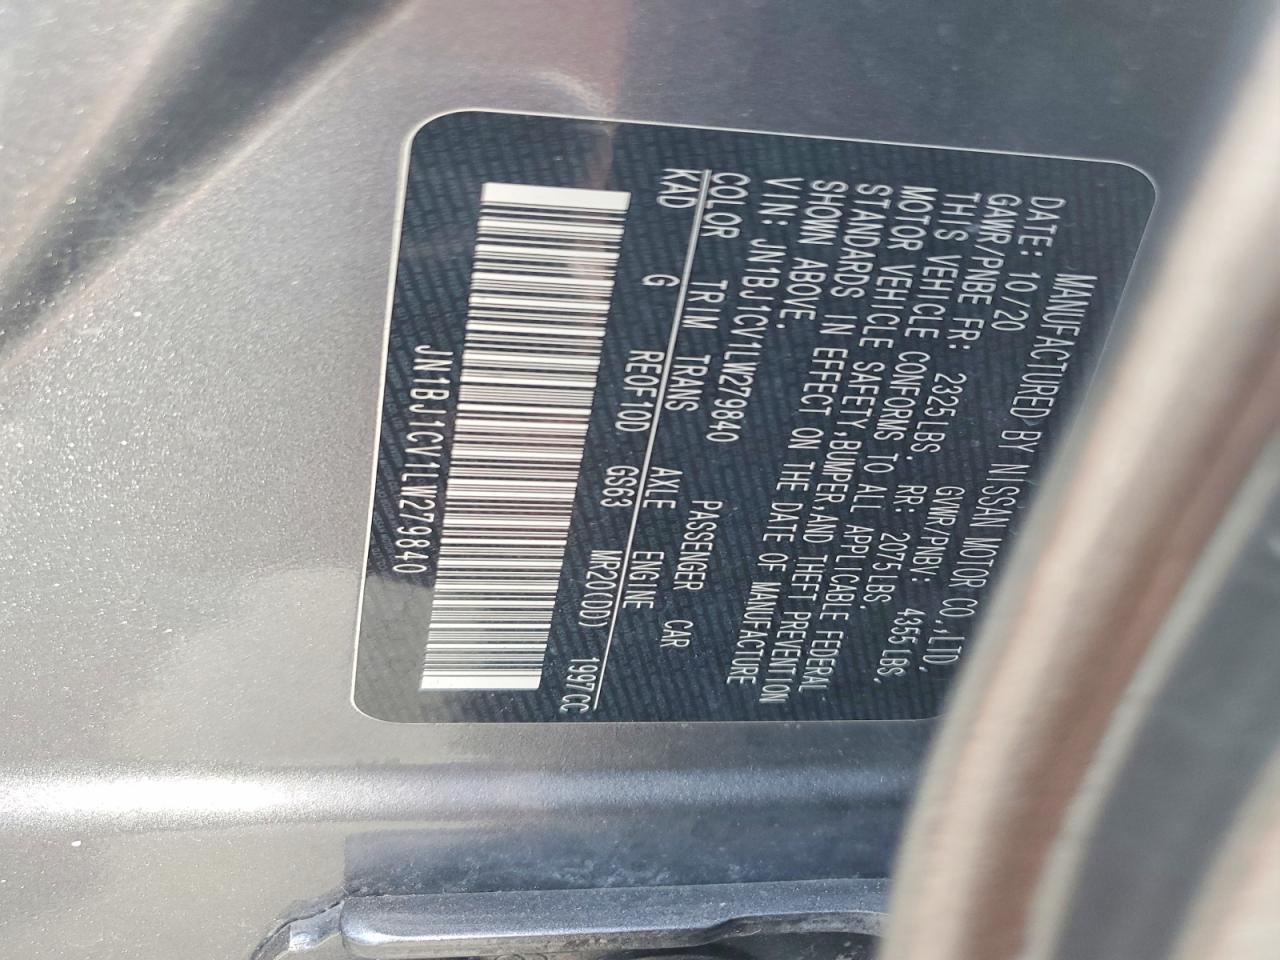 MANUFACTURED BY NISSAN MOTOR CO.,LTD.
DATE: 10/20 GVWR/PNBV: 4355LBS.
GAWR/PNBE FR: 2325LBS. RR: 2075LBS.
THIS VEHICLE CONFORMS TO ALL APPLICABLE FEDERAL
MOTOR VEHICLE SAFETY,BUMPER,AND THEFT PREVENTION
STANDARDS IN EFFECT ON THE DATE OF MANUFACTURE
SHOWN ABOVE.
VIN: JN1BJ1CV1LW279840 PASSENGER CAR
COLOR TRIM TRANS AXLE ENGINE
KAD G RE0F10D GS63 MR20(DD) 1997CC
JN1BJ1CV1LW279840